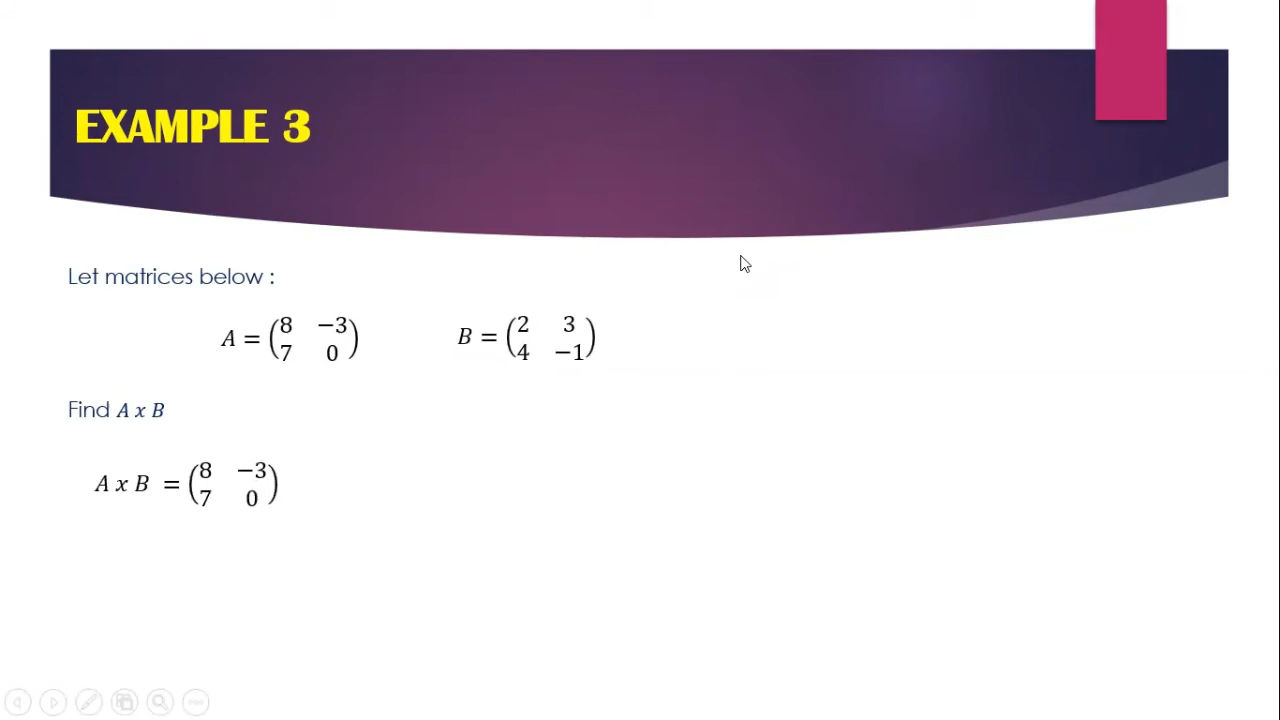 EXAMPLE 3
Let matrices below :
A = (8 −3
7 0)
B = (2 3
4 −1)
Find A x B
A x B = (8 −3
7 0)